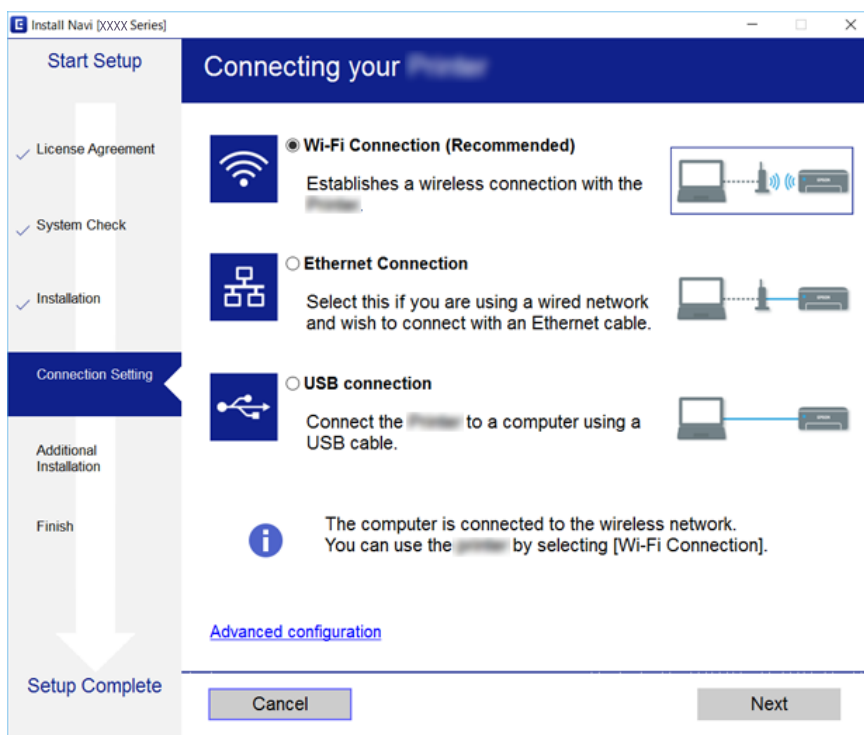 Install Navi [XXXX Series]
Start Setup
License Agreement
System Check
Installation
Connection Setting
Additional
Installation
Finish
Setup Complete
Connecting your
Wi-Fi Connection (Recommended)
Establishes a wireless connection with the
.
Ethernet Connection
Select this if you are using a wired network
and wish to connect with an Ethernet cable.
USB connection
Connect the to a computer using a
USB cable.
The computer is connected to the wireless network.
You can use the by selecting [Wi-Fi Connection].
Advanced configuration
Cancel
Next